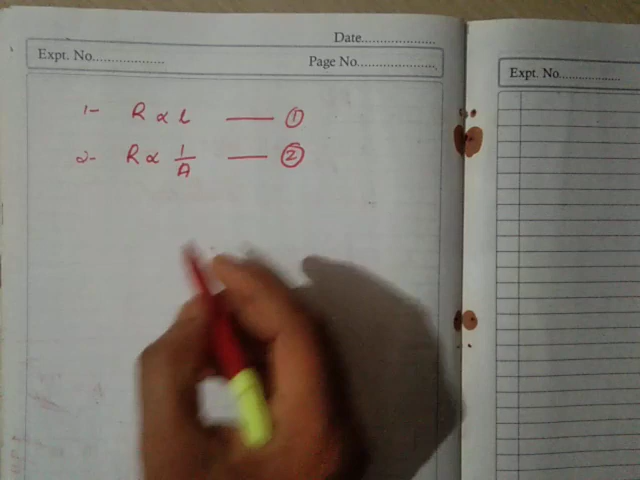 Date....................
Expt. No...................
Page No.....................
Expt. No................
1- R ∝ l —— ①
2- R ∝ 1/A —— ②